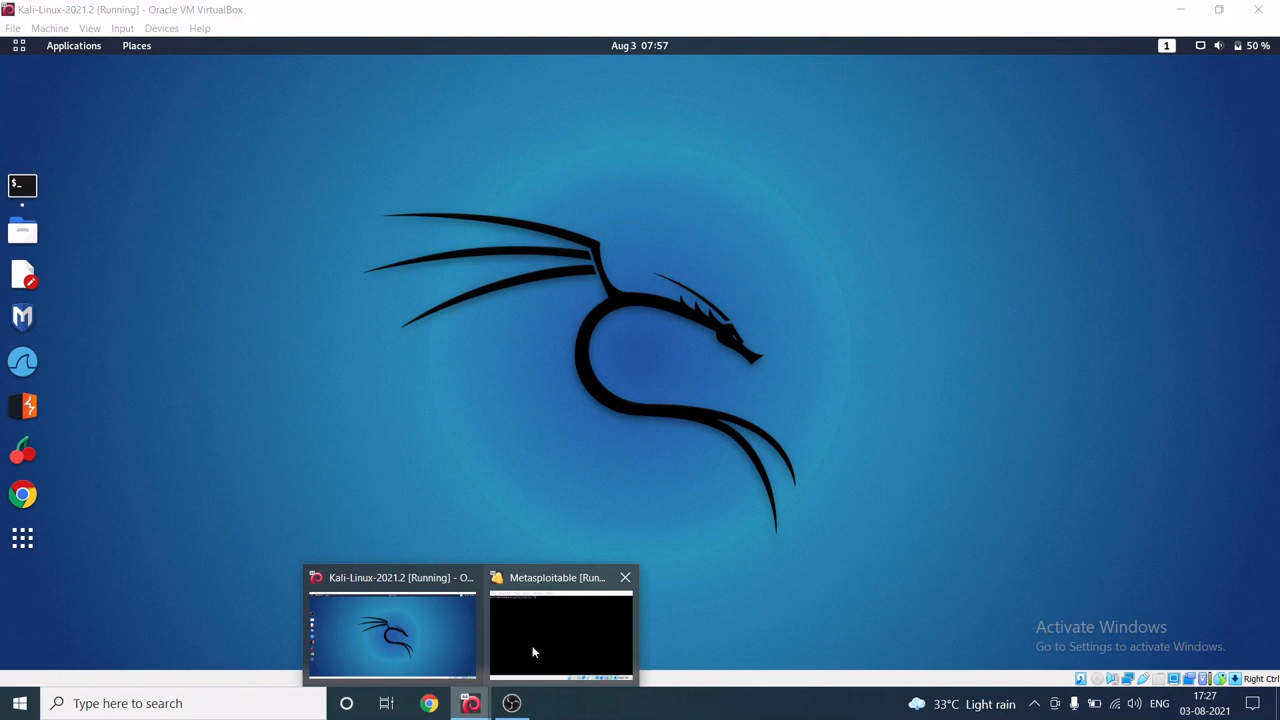 Kali-Linux-2021.2 [Running] - Oracle VM VirtualBox
File Machine View Input Devices Help
Applications Places Aug 3 07:57 1 50 %
$_
Kali-Linux-2021.2 [Running] - O... Metasploitable [Run...
Activate Windows
Go to Settings to activate Windows.
Right Ctrl
Type here to search 33°C Light rain ENG 17:27
03-08-2021